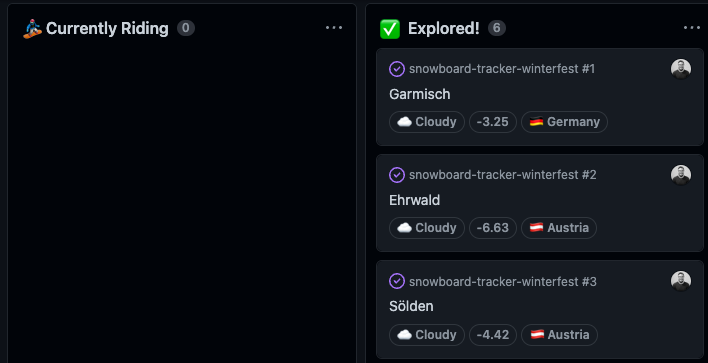 Currently Riding 0
Explored! 6
snowboard-tracker-winterfest #1
Garmisch
Cloudy -3.25 Germany
snowboard-tracker-winterfest #2
Ehrwald
Cloudy -6.63 Austria
snowboard-tracker-winterfest #3
Sölden
Cloudy -4.42 Austria